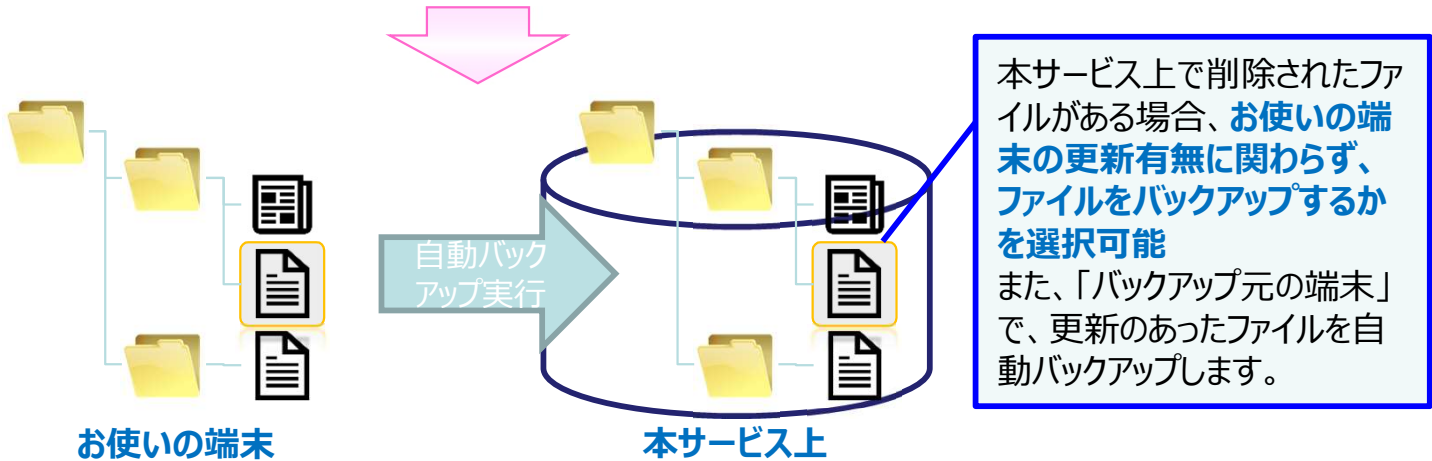 本サービス上で削除されたファ
イルがある場合、お使いの端
末の更新有無に関わらず、
ファイルをバックアップするか
を選択可能
また、「バックアップ元の端末」
で、更新のあったファイルを自
動バックアップします。
自動バック
アップ実行
お使いの端末
本サービス上